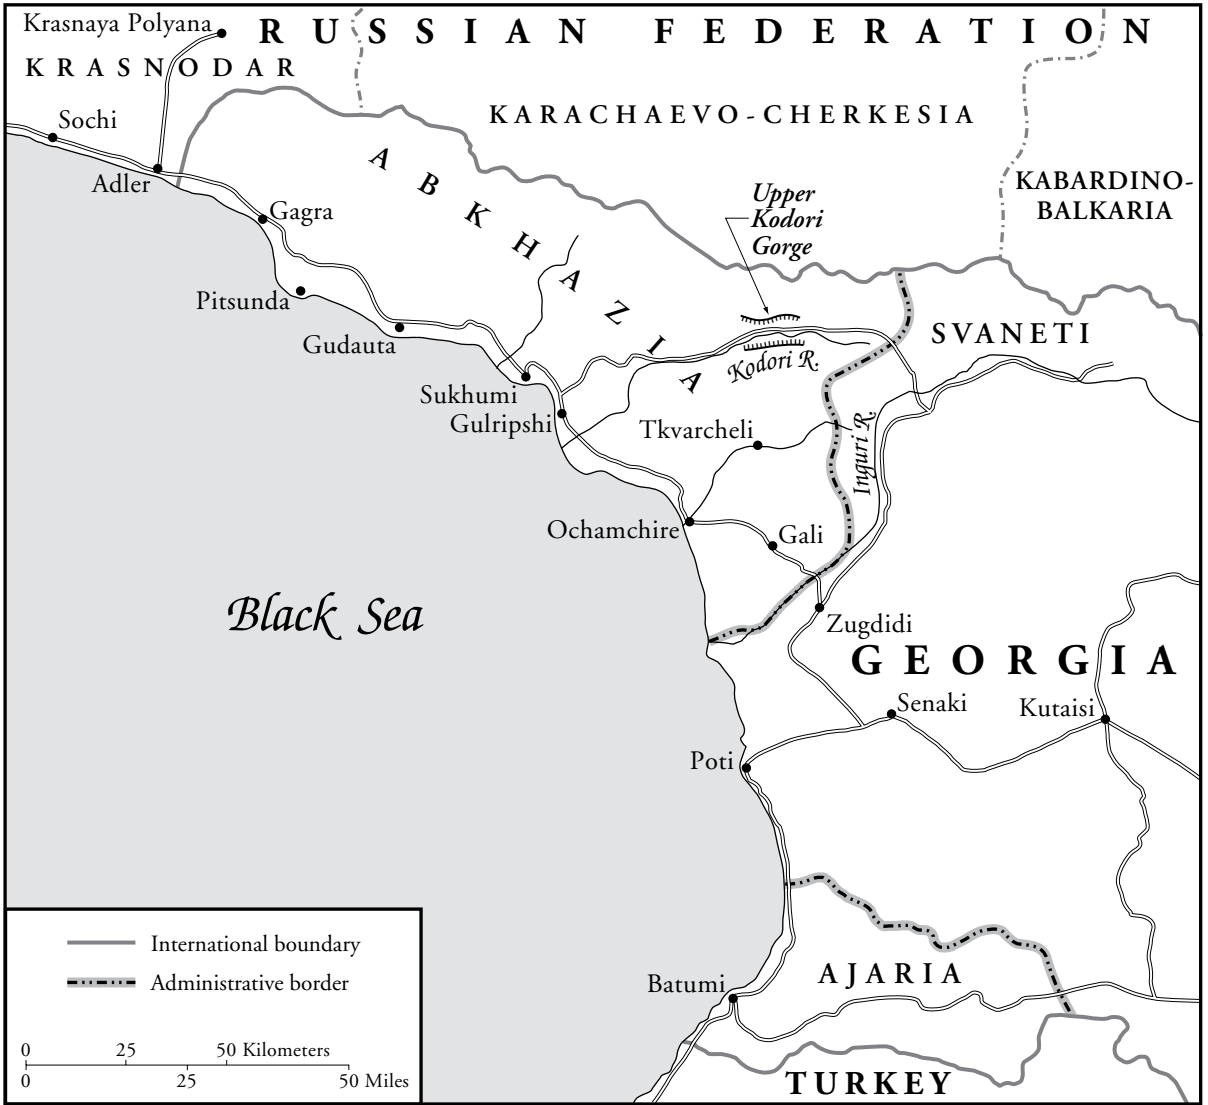 Krasnaya Polyana
RUSSIAN FEDERATION
KRASNODAR
KARACHAEVO-CHERKESIA
Sochi
Adler
ABKHAZIA
KABARDINO-
BALKARIA
Upper
Kodori
Gorge
Gagra
Pitsunda
Gudauta
SVANETI
Kodori R.
Sukhumi
Gulripshi
Tkvarcheli
Inguri R.
Ochamchire
Gali
Black Sea
Zugdidi
GEORGIA
Senaki
Kutaisi
Poti
AJARIA
Batumi
TURKEY
International boundary
Administrative border
0 25 50 Kilometers
0 25 50 Miles